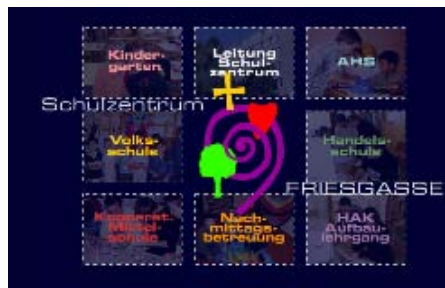 Kinder-
garten
Leitung
Schul-
zentrum
AHS
Schulzentrum
Volks-
schule
Handels-
schule
FRIESGASSE
Kooperat.
Mittel-
schule
Nach-
mittags-
betreuung
HAK
Aufbau-
lehrgang